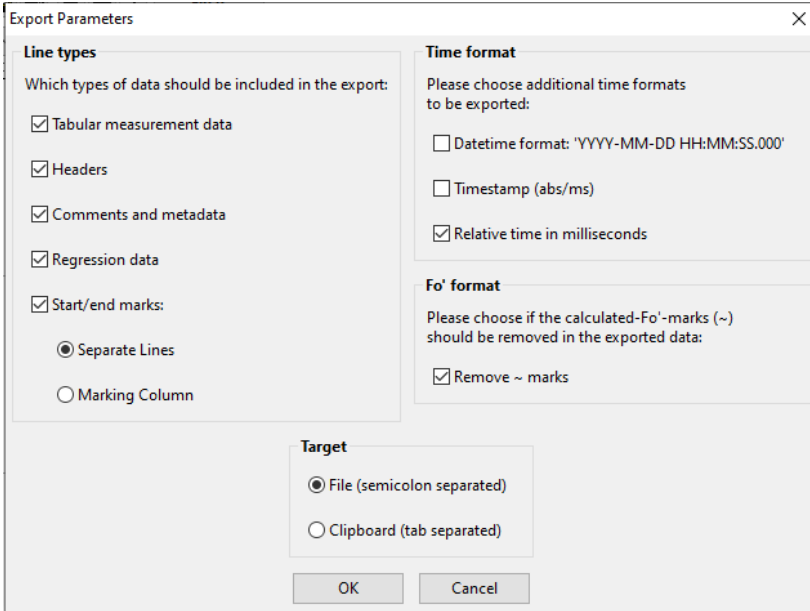 Export Parameters
Line types
Which types of data should be included in the export:
Tabular measurement data
Headers
Comments and metadata
Regression data
Start/end marks:
Separate Lines
Marking Column
Time format
Please choose additional time formats
to be exported:
Datetime format: 'YYYY-MM-DD HH:MM:SS.000'
Timestamp (abs/ms)
Relative time in milliseconds
Fo' format
Please choose if the calculated-Fo'-marks (~)
should be removed in the exported data:
Remove ~ marks
Target
File (semicolon separated)
Clipboard (tab separated)
OK
Cancel